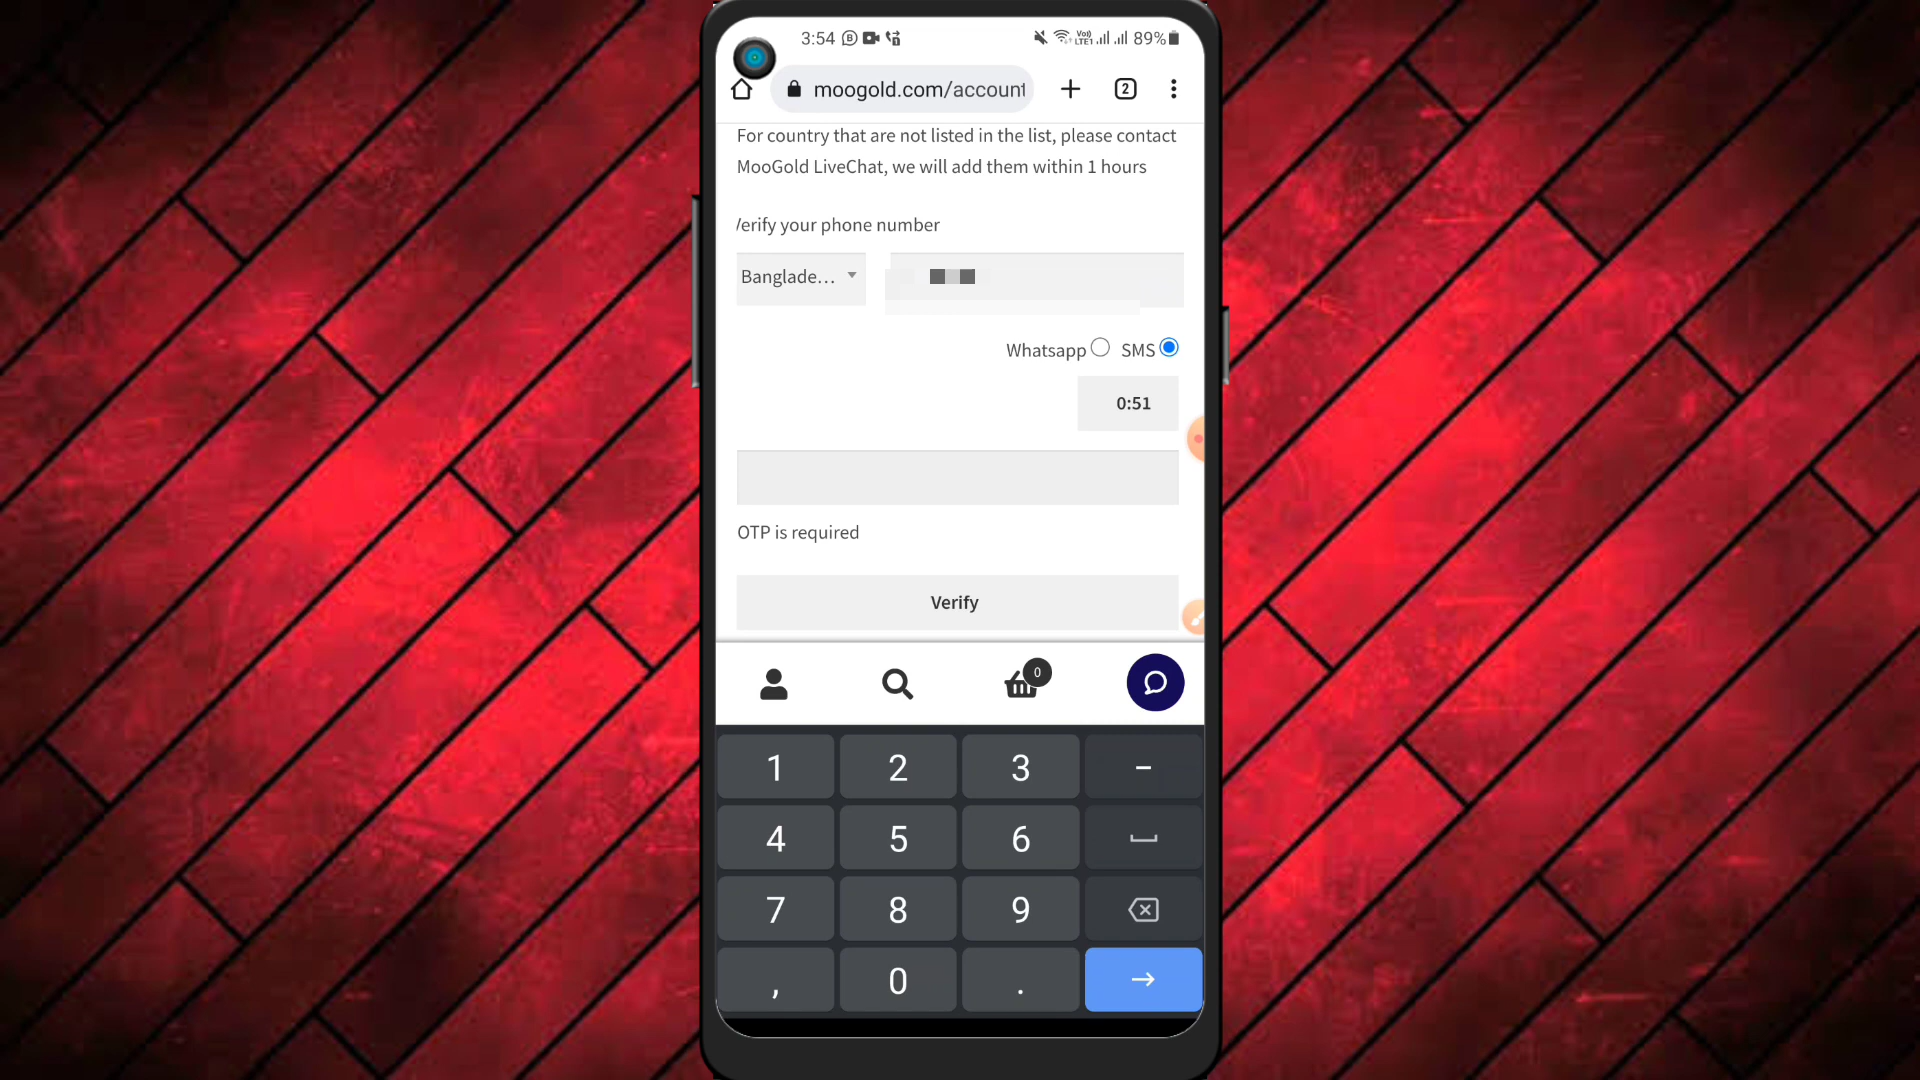 3:54
89%
moogold.com/account
2
For country that are not listed in the list, please contact
MooGold LiveChat, we will add them within 1 hours
Verify your phone number
Banglade...
Whatsapp SMS
0:51
OTP is required
Verify
0
1 2 3 -
4 5 6
7 8 9
, 0 .